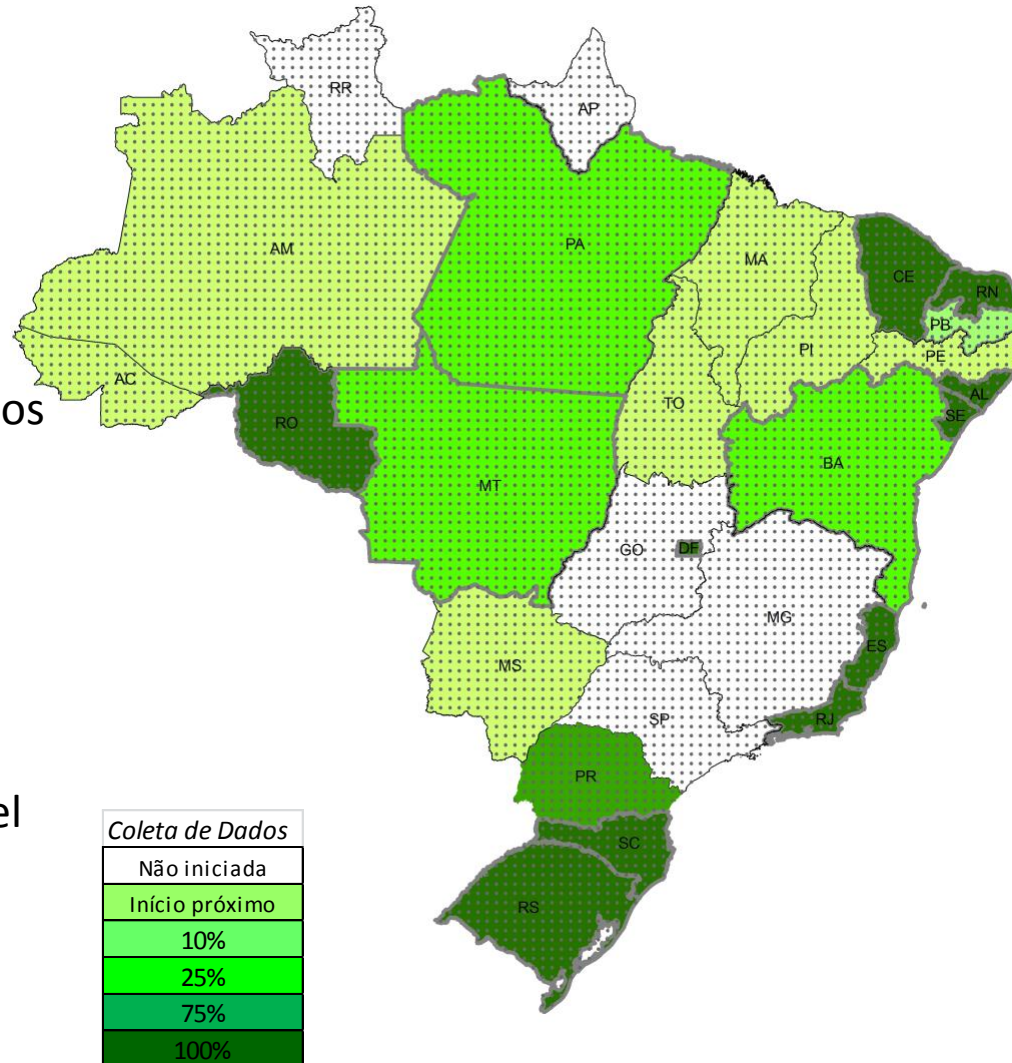 RR
AP
AM
PA
MA
CE
RN
PB
PI
PE
AC
TO
AL
os
SE
RO
BA
MT
GO
DF
MG
ES
MS
SP
RJ
PR
el
SC
RS
Coleta de Dados
Não iniciada
Início próximo
10%
25%
75%
100%